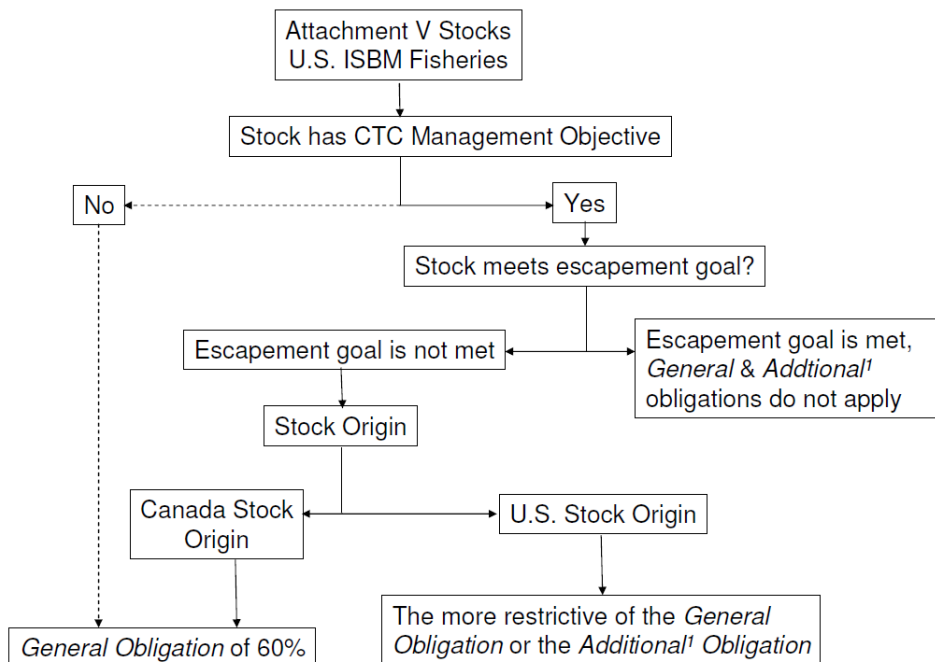 Attachment V Stocks
U.S. ISBM Fisheries
Stock has CTC Management Objective
No
Yes
Stock meets escapement goal?
Escapement goal is not met
Escapement goal is met,
General & Addtional¹
obligations do not apply
Stock Origin
Canada Stock
Origin
U.S. Stock Origin
General Obligation of 60%
The more restrictive of the General
Obligation or the Additional¹ Obligation